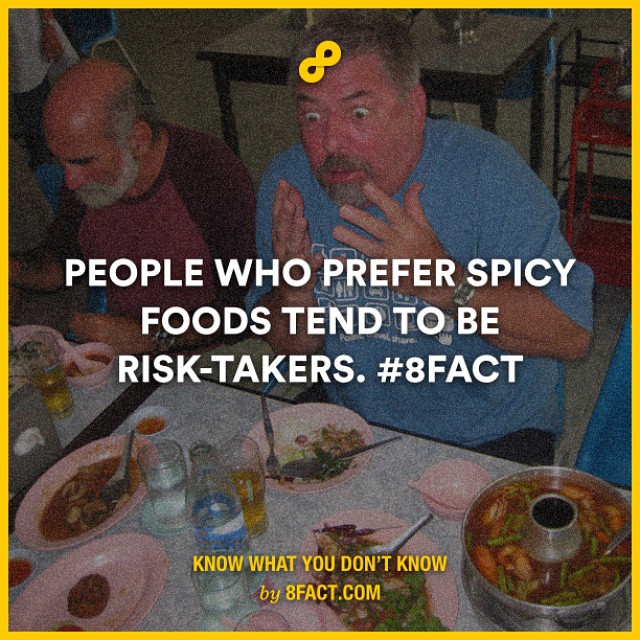 PEOPLE WHO PREFER SPICY
FOODS TEND TO BE
RISK-TAKERS. #8FACT
KNOW WHAT YOU DON'T KNOW
by 8FACT.COM